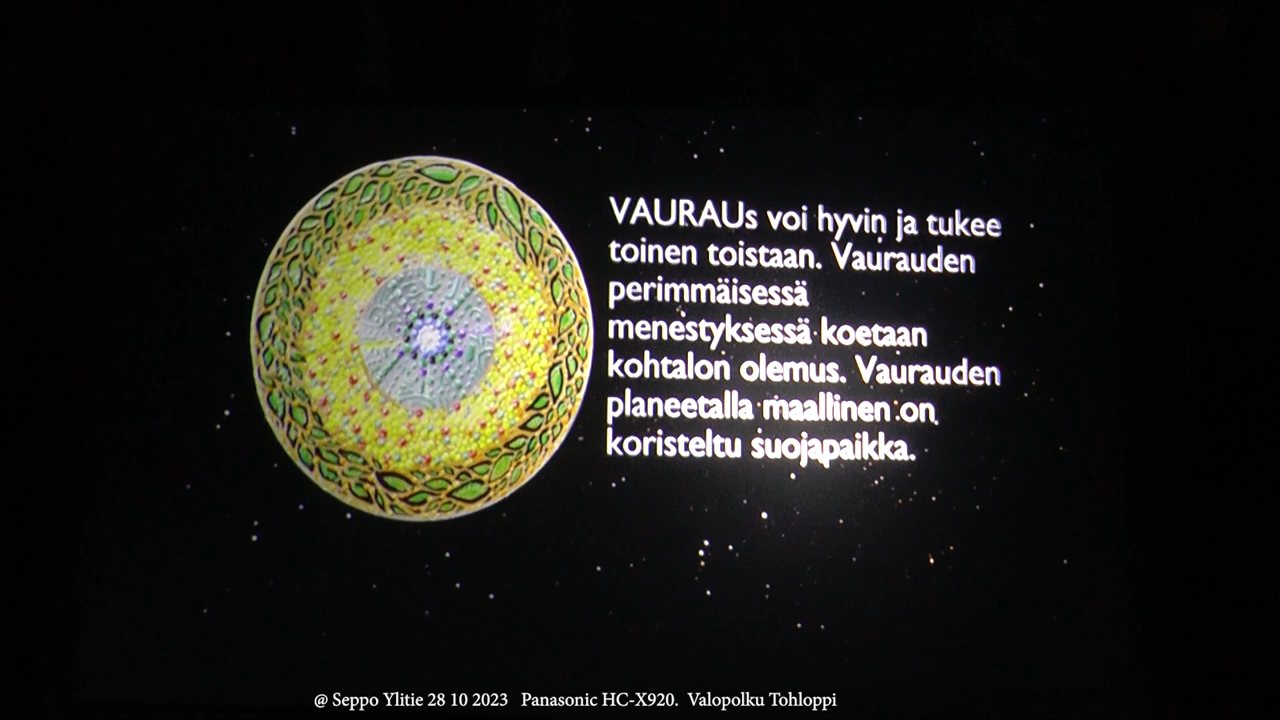 VAURAUs voi hyvin ja tukee
toinen toistaan. Vaurauden
perimmäisessä
menestyksessä koetaan
kohtalon olemus. Vaurauden
planeetalla maallinen on
koristeltu suojapaikka.
@ Seppo Ylitie 28 10 2023 Panasonic HC-X920. Valopolku Tohloppi